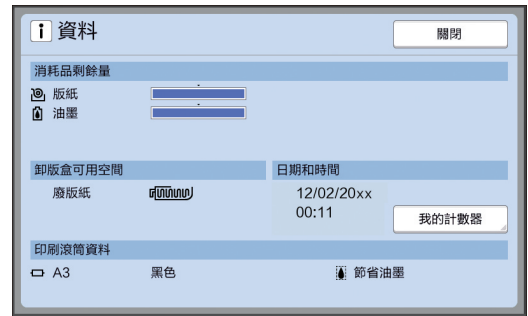 資料
關閉
消耗品剩餘量
版紙
油墨
卸版盒可用空間
日期和時間
廢版紙
12/02/20xx
00:11
我的計數器
印刷滾筒資料
A3 黑色 節省油墨